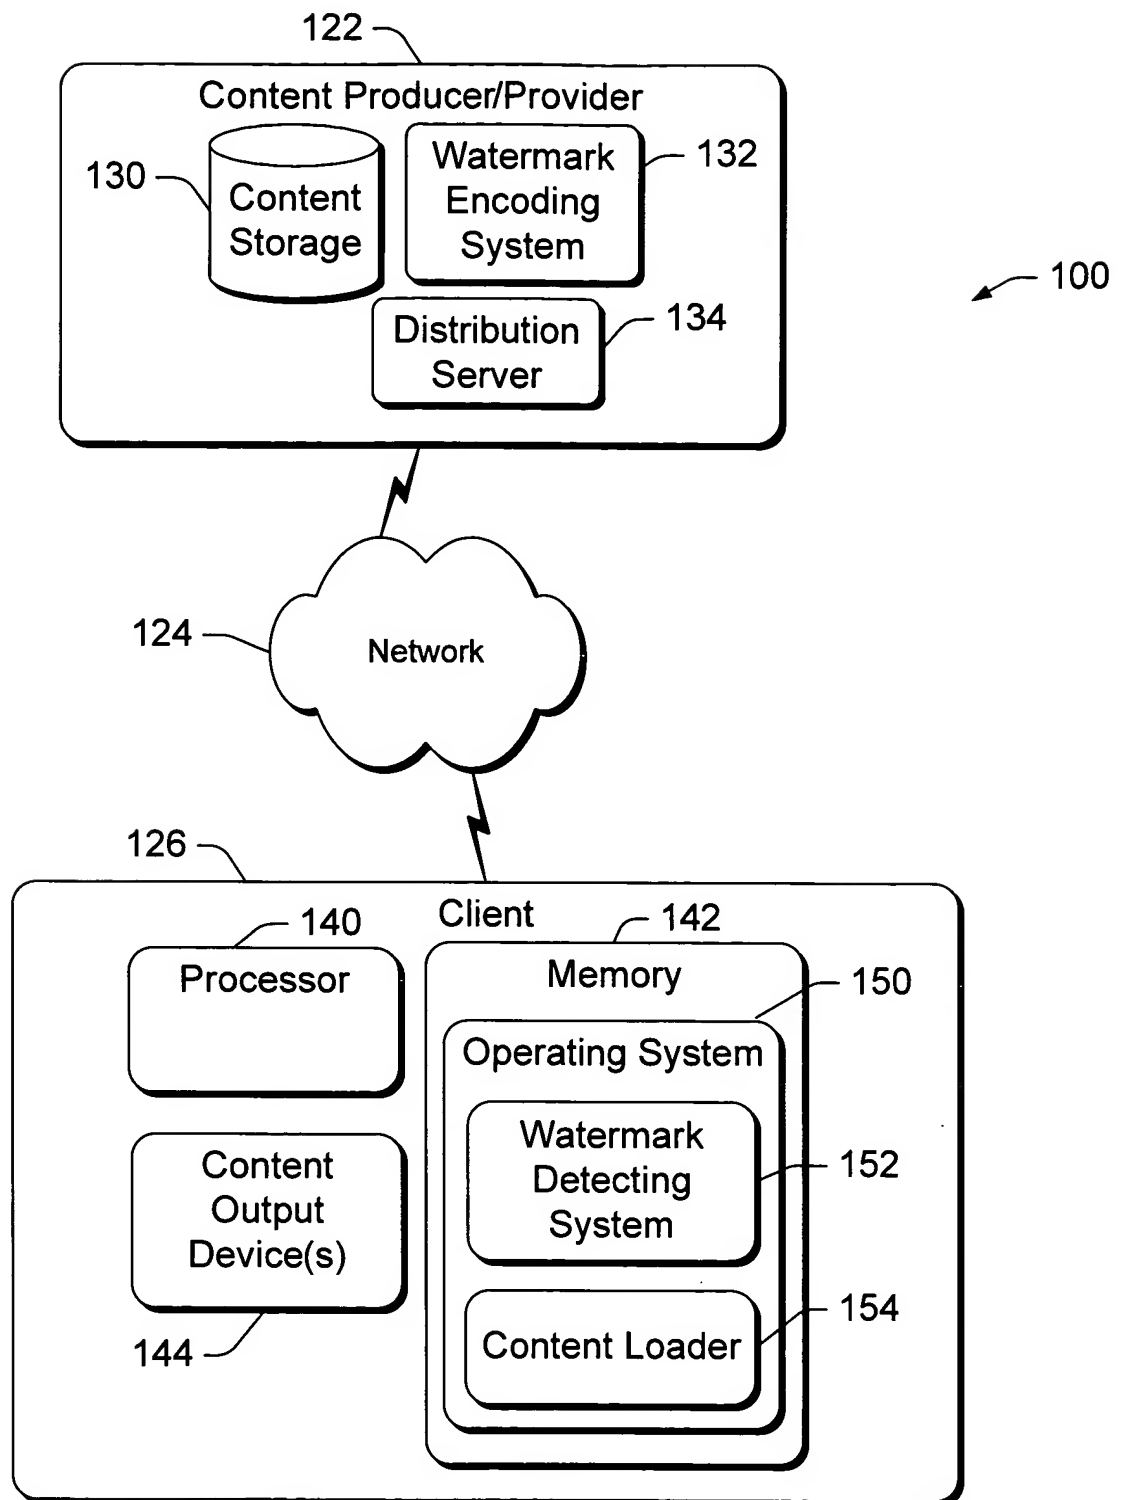 122
Content Producer/Provider
130
Content
Storage
Watermark
Encoding
System
132
100
Distribution
Server
134
124
Network
126
Client
140
Processor
142
Memory
150
Operating System
Content
Output
Device(s)
144
Watermark
Detecting
System
152
Content Loader
154